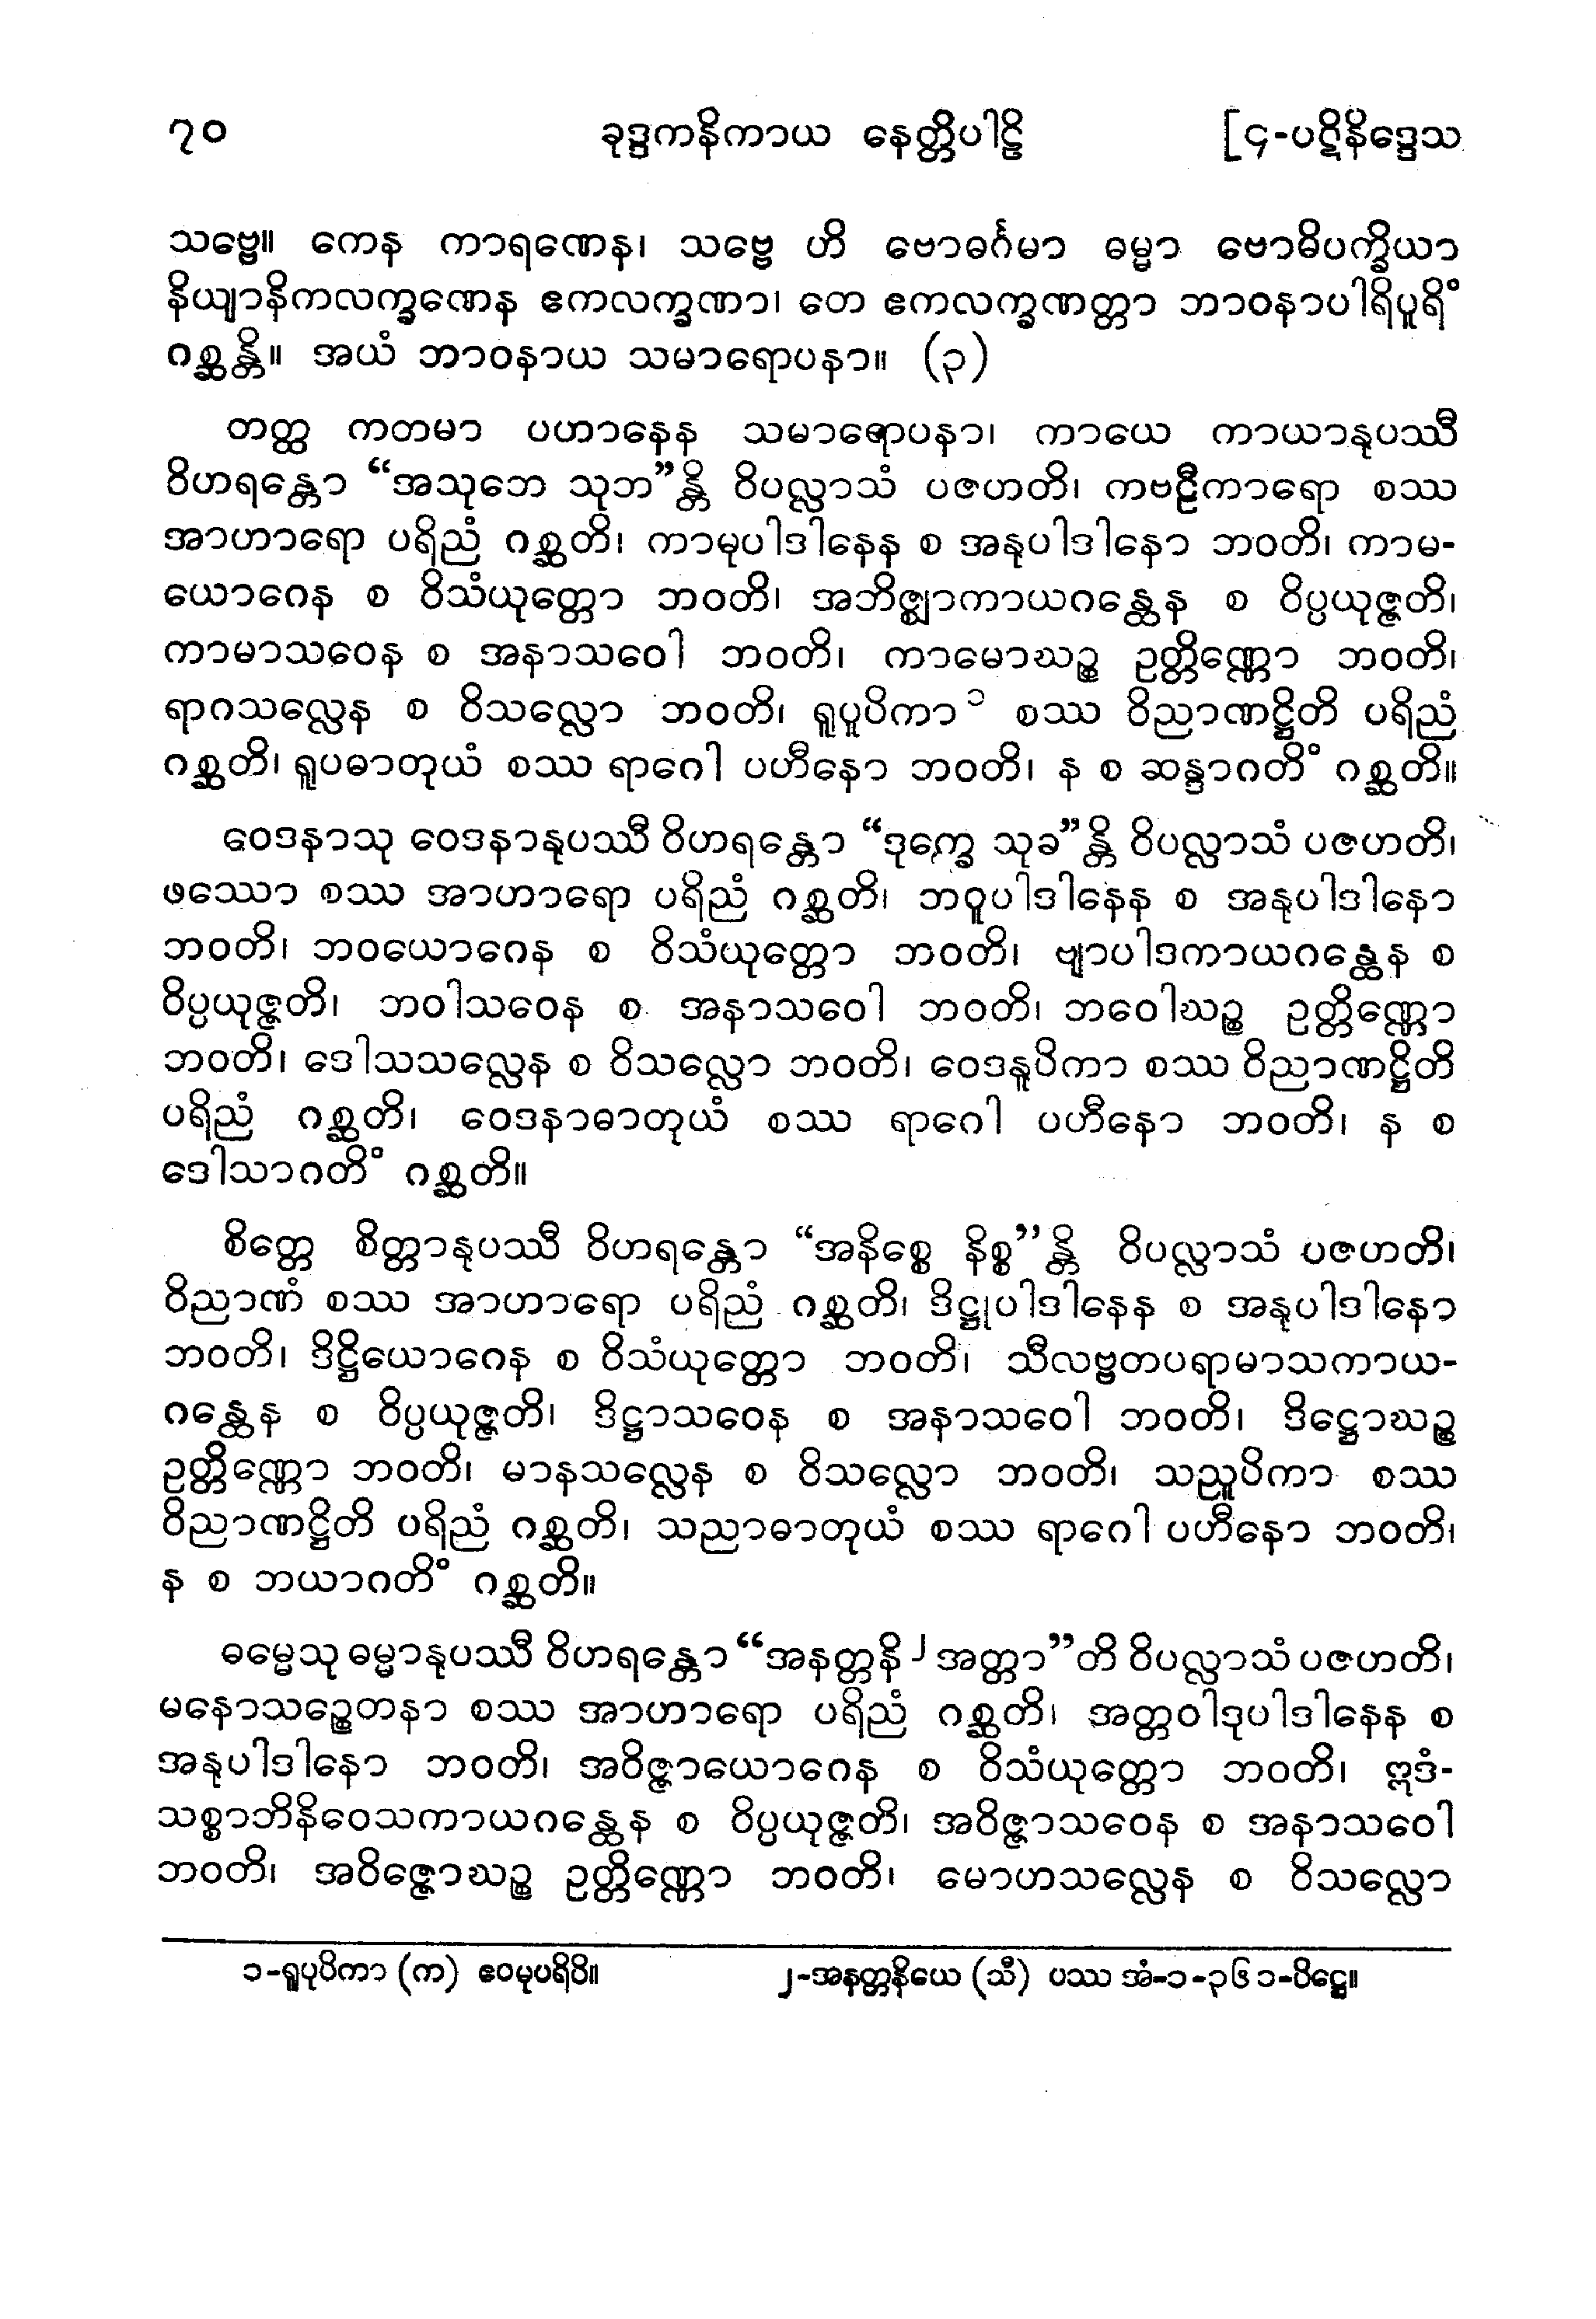 ၇၀ ခုဒ္ဒကနိကာယ နေတ္တိပါဠိ [၄-ပဋိနိဒ္ဒေသ
သဗ္ဗေ။ ကေန ကာရဏေန၊ သဗ္ဗေ ဟိ ဗောဓင်္ဂမာ ဓမ္မာ ဗောဓိပက္ခိယာ
နိယျာနိကလက္ခဏေန ဧကလက္ခဏာ၊ တေ ဧကလက္ခဏတ္တာ ဘာဝနာပါရိပူရိံ
ဂစ္ဆန္တိ။ အယံ ဘာဝနာယ သမာရောပနာ။ (၃)
တတ္ထ ကတမာ ပဟာနေန သမာရောပနာ၊ ကာယေ ကာယာနုပဿီ
ဝိဟရန္တော “အသုဘေ သုဘ”န္တိ ဝိပလ္လာသံ ပဇဟတိ၊ ကဗဠီကာရော စဿ
အာဟာရော ပရိညံ ဂစ္ဆတိ၊ ကာမုပါဒါနေန စ အနုပါဒါနော ဘဝတိ၊ ကာမ-
ယောဂေန စ ဝိသံယုတ္တော ဘဝတိ၊ အဘိဇ္ဈာကာယဂန္ထေန စ ဝိပ္ပယုဇ္ဇတိ၊
ကာမာသဝေန စ အနာသဝေါ ဘဝတိ၊ ကာမောဃဉ္စ ဥတ္တိဏ္ဏော ဘဝတိ၊
ရာဂသလ္လေန စ ဝိသလ္လော ဘဝတိ၊ ရူပူပိကာ ၁ စဿ ဝိညာဏဋ္ဌိတိ ပရိညံ
ဂစ္ဆတိ၊ ရူပဓာတုယံ စဿ ရာဂေါ ပဟီနော ဘဝတိ၊ န စ ဆန္ဒာဂတိံ ဂစ္ဆတိ။
ဝေဒနာသု ဝေဒနာနုပဿီ ဝိဟရန္တော “ဒုက္ခေ သုခ”န္တိ ဝိပလ္လာသံ ပဇဟတိ၊
ဖဿော စဿ အာဟာရော ပရိညံ ဂစ္ဆတိ၊ ဘဝူပါဒါနေန စ အနုပါဒါနော
ဘဝတိ၊ ဘဝယောဂေန စ ဝိသံယုတ္တော ဘဝတိ၊ ဗျာပါဒကာယဂန္ထေန စ
ဝိပ္ပယုဇ္ဇတိ၊ ဘဝါသဝေန စ အနာသဝေါ ဘဝတိ၊ ဘဝေါဃဉ္စ ဥတ္တိဏ္ဏော
ဘဝတိ၊ ဒေါသသလ္လေန စ ဝိသလ္လော ဘဝတိ၊ ဝေဒနူပိကာ စဿ ဝိညာဏဋ္ဌိတိ
ပရိညံ ဂစ္ဆတိ၊ ဝေဒနာဓာတုယံ စဿ ရာဂေါ ပဟီနော ဘဝတိ၊ န စ
ဒေါသာဂတိံ ဂစ္ဆတိ။
စိတ္တေ စိတ္တာနုပဿီ ဝိဟရန္တော “အနိစ္စေ နိစ္စ”န္တိ ဝိပလ္လာသံ ပဇဟတိ၊
ဝိညာဏံ စဿ အာဟာရော ပရိညံ ဂစ္ဆတိ၊ ဒိဋ္ဌုပါဒါနေန စ အနုပါဒါနော
ဘဝတိ၊ ဒိဋ္ဌိယောဂေန စ ဝိသံယုတ္တော ဘဝတိ၊ သီလဗ္ဗတပရာမာသကာယ-
ဂန္ထေန စ ဝိပ္ပယုဇ္ဇတိ၊ ဒိဋ္ဌာသဝေန စ အနာသဝေါ ဘဝတိ၊ ဒိဋ္ဌောဃဉ္စ
ဥတ္တိဏ္ဏော ဘဝတိ၊ မာနသလ္လေန စ ဝိသလ္လော ဘဝတိ၊ သညူပိကာ စဿ
ဝိညာဏဋ္ဌိတိ ပရိညံ ဂစ္ဆတိ၊ သညာဓာတုယံ စဿ ရာဂေါ ပဟီနော ဘဝတိ၊
န စ ဘယာဂတိံ ဂစ္ဆတိ။
ဓမ္မေသု ဓမ္မာနုပဿီ ဝိဟရန္တော “အနတ္တနိ ၂ အတ္တာ”တိ ဝိပလ္လာသံ ပဇဟတိ၊
မနောသဉ္စေတနာ စဿ အာဟာရော ပရိညံ ဂစ္ဆတိ၊ အတ္တဝါဒုပါဒါနေန စ
အနုပါဒါနော ဘဝတိ၊ အဝိဇ္ဇာယောဂေန စ ဝိသံယုတ္တော ဘဝတိ၊ ဣဒံ-
သစ္စာဘိနိဝေသကာယဂန္ထေန စ ဝိပ္ပယုဇ္ဇတိ၊ အဝိဇ္ဇာသဝေန စ အနာသဝေါ
ဘဝတိ၊ အဝိဇ္ဇောဃဉ္စ ဥတ္တိဏ္ဏော ဘဝတိ၊ မောဟသလ္လေန စ ဝိသလ္လော
၁-ရူပုပိကာ (က) ဧဝမုပရိပိ။ ၂-အနတ္တနိယေ (သီ) ပဿ အံ-၁-၃၆၁-ပိဋ္ဌေ။